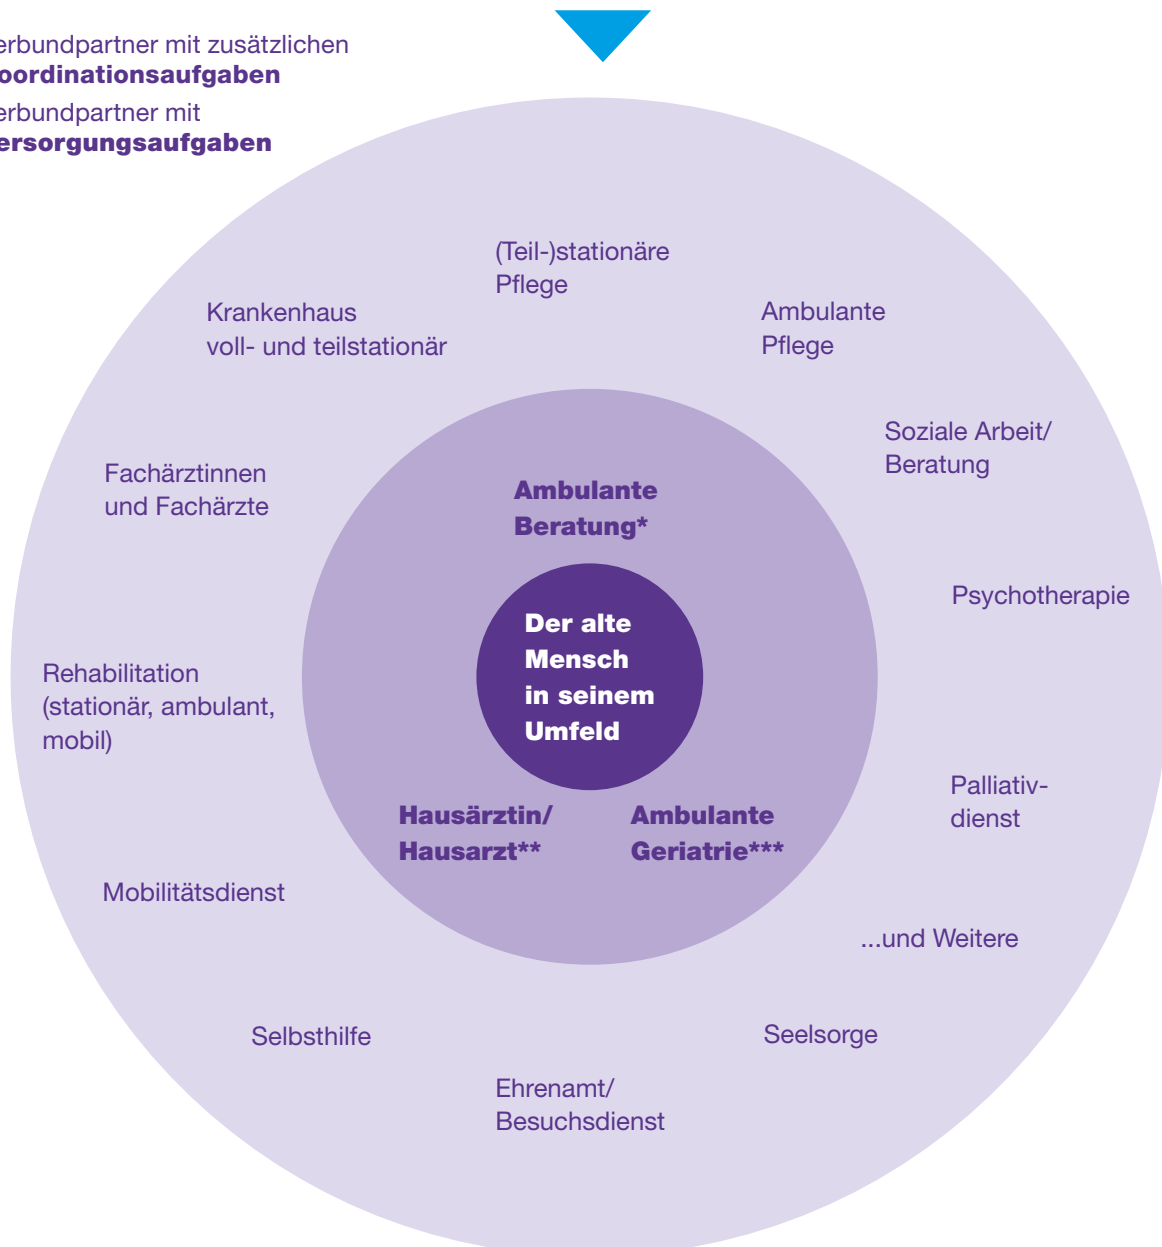 erbundpartner mit zusätzlichen
oordinationsaufgaben
erbundpartner mit
ersorgungsaufgaben
(Teil-)stationäre
Pflege
Krankenhaus
voll- und teilstationär
Ambulante
Pflege
Soziale Arbeit/
Beratung
Fachärztinnen
und Fachärzte
Ambulante
Beratung*
Psychotherapie
Der alte
Mensch
in seinem
Umfeld
Rehabilitation
(stationär, ambulant,
mobil)
Palliativ-
dienst
Hausärztin/
Hausarzt**
Ambulante
Geriatrie***
Mobilitätsdienst
...und Weitere
Selbsthilfe
Seelsorge
Ehrenamt/
Besuchsdienst